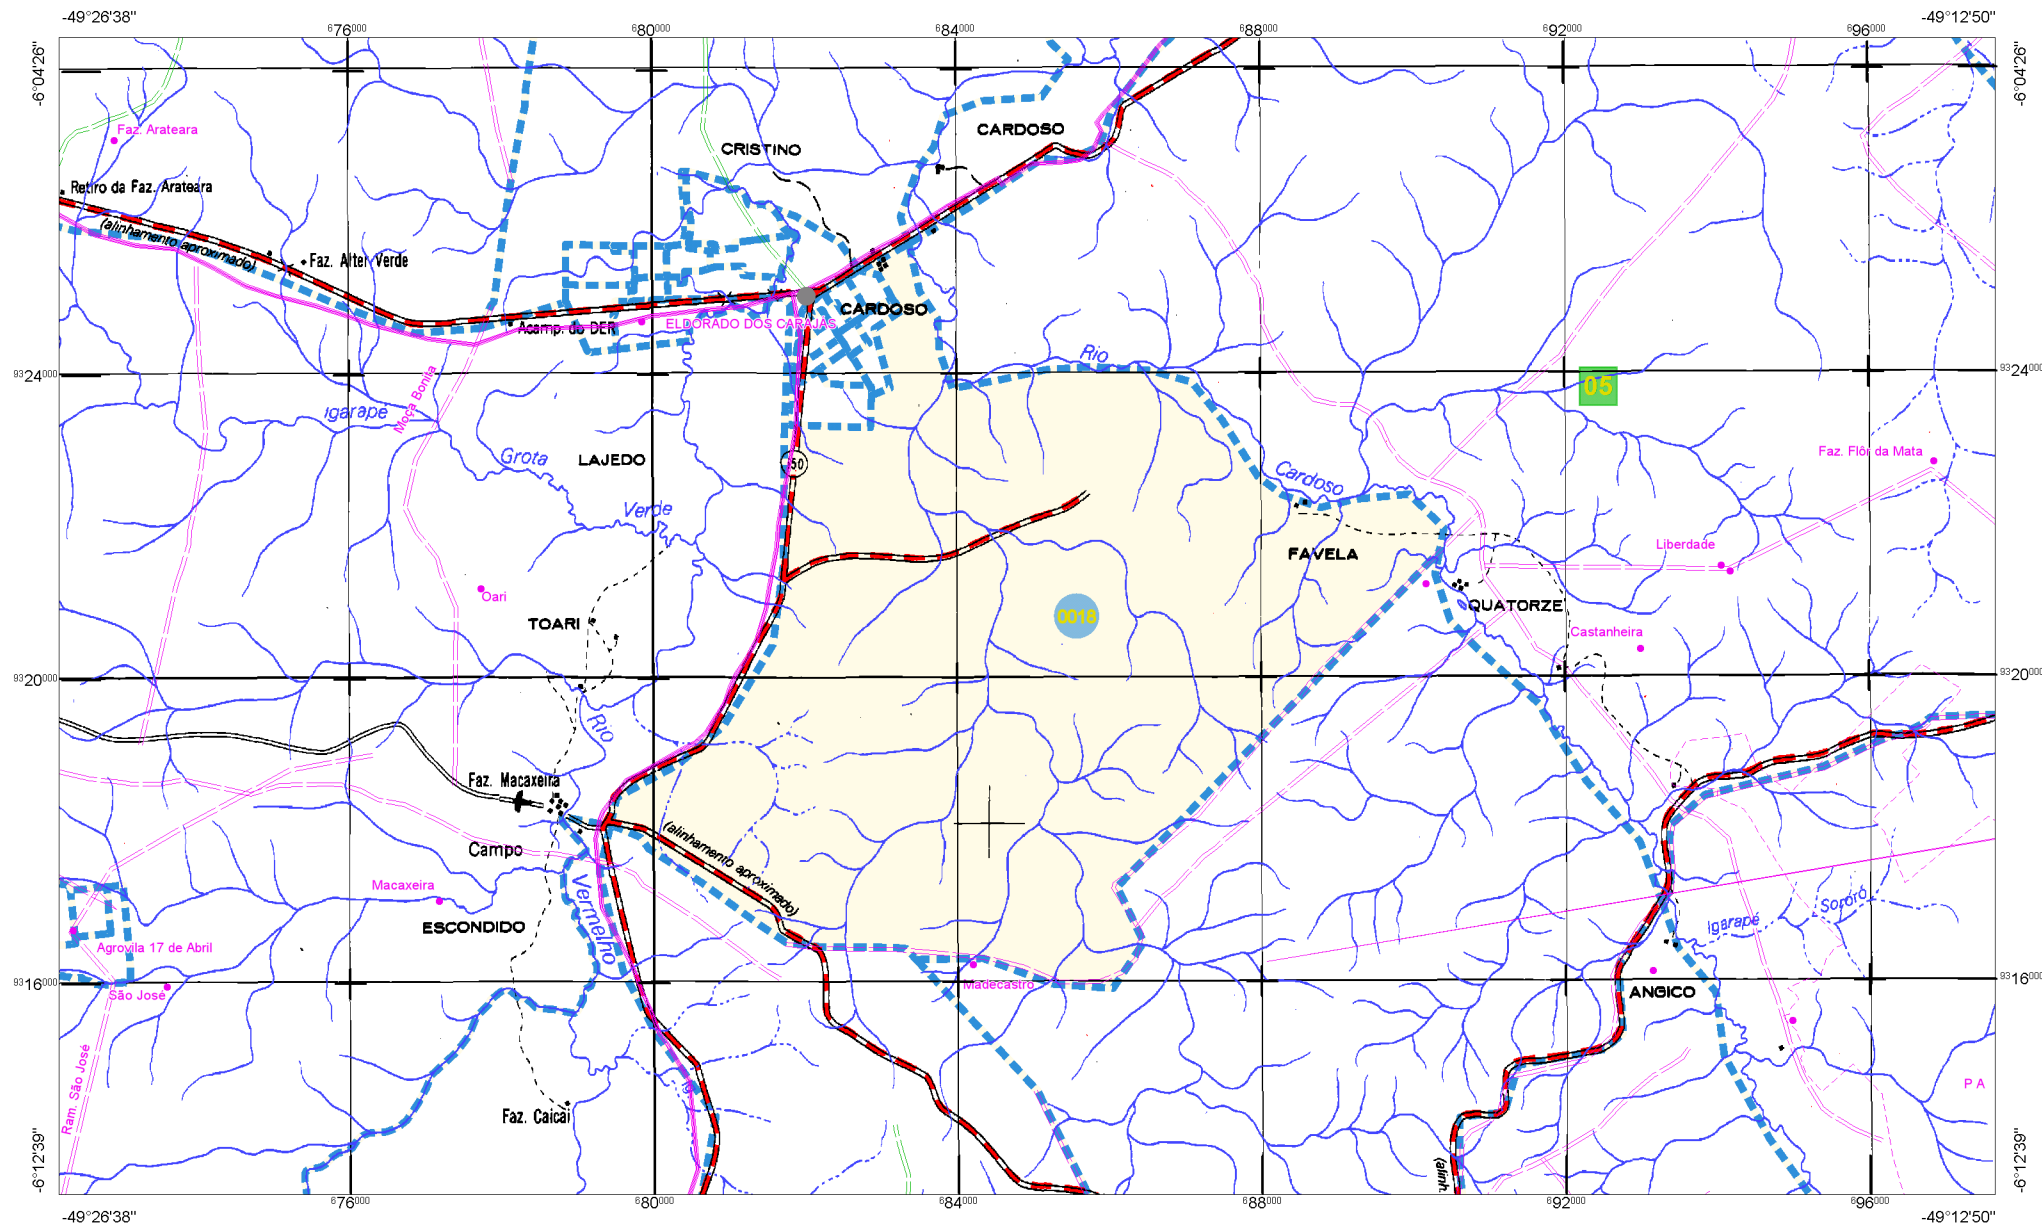 -49°26'38"
676000
680000
684000
688000
692000
696000
-49°12'50"
-6°04'26"
-6°04'26"
Faz. Arateara
CARDOSO
CRISTINO
Retiro da Faz. Arateara
(alinhamento aproximado)
Faz. Alter Verde
CARDOSO
Acamp. do DER
ELDORADO DOS CARAJAS
Rio
9324000
9324000
05
Moça Bonita
Igarapé
Grota
LAJEDO
50
Faz. Flôr da Mata
Cardoso
Verde
Liberdade
FAVELA
Oari
QUATORZE
TOARI
0018
Castanheira
9320000
9320000
Rio
Faz. Macaxeira
(alinhamento aproximado)
Campo
Macaxeira
Vermelho
Sororó
Igarapé
ESCONDIDO
Agrovila 17 de Abril
9316000
9316000
São José
Madecastro
ANGICO
Ram. São José
P A
Faz. Caicai
(alinh.
-6°12'39"
-6°12'39"
676000
680000
684000
688000
692000
696000
-49°26'38"
-49°12'50"